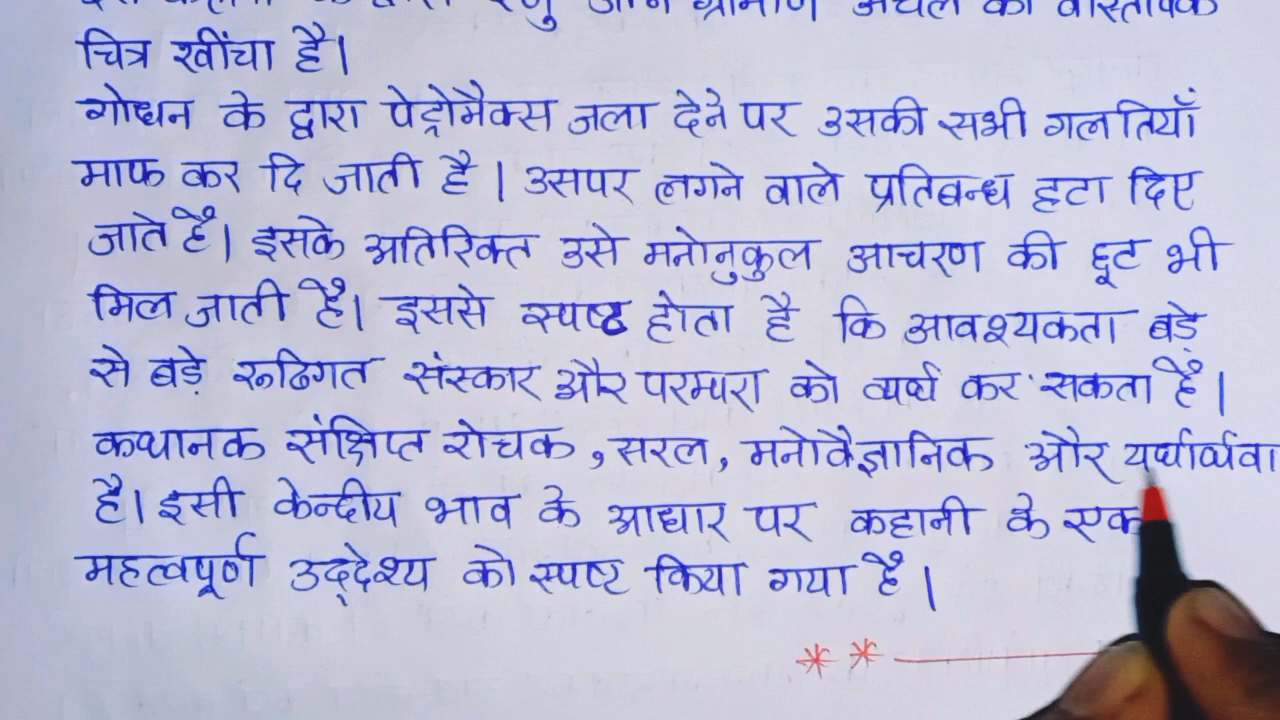 ग्रामीण अंचल का वास्तविक
चित्र खींचा है।
गोधन के द्वारा पेट्रोमैक्स जला देने पर उसकी सभी गलतियाँ
माफ कर दि जाती है। उसपर लगने वाले प्रतिबन्ध हटा दिए
जाते है। इसके अतिरिक्त उसे मनोनुकुल आचरण की छूट भी
मिल जाती है। इससे स्पष्ट होता है कि आवश्यकता बड़े
से बड़े रूढिगत संस्कार और परम्परा को व्यर्थ कर सकता है।
कथानक संक्षिप्त रोचक, सरल, मनोवैज्ञानिक और
है। इसी केन्दीय भाव के आधार पर कहानी के एक
महत्वपूर्ण उद्देश्य को स्पष्ट किया गया है।